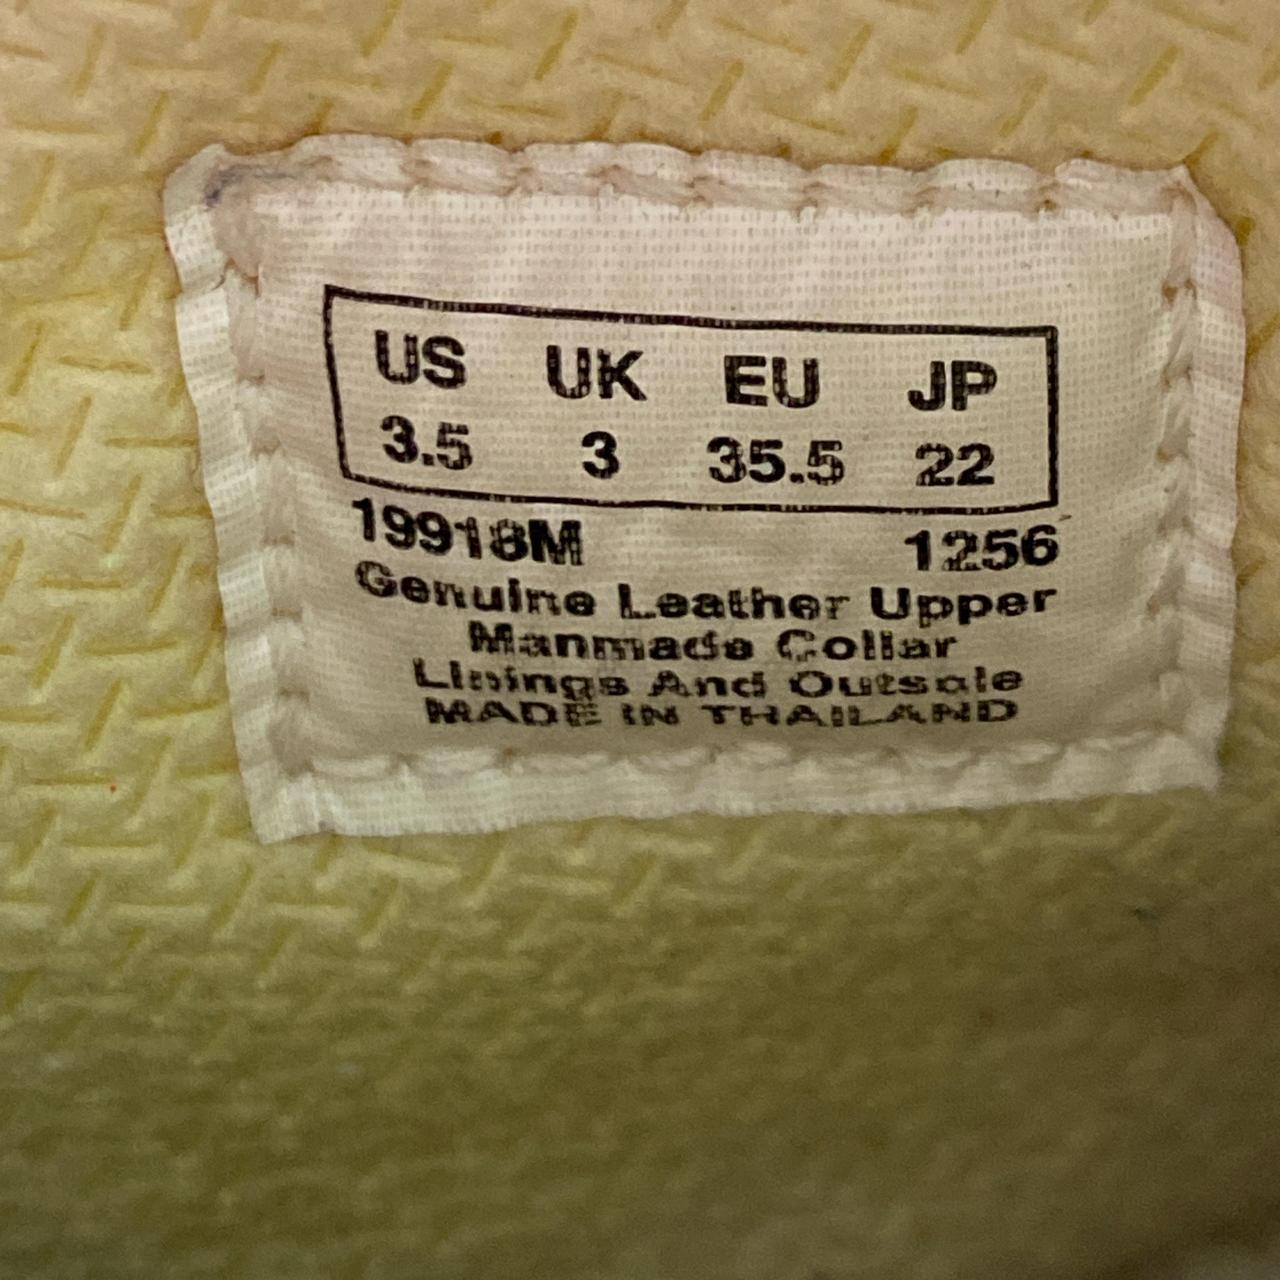 US UK EU JP
3.5 3 35.5 22
19918M 1256
Genuine Leather Upper
Manmade Collar
Linings And Outsole
MADE IN THAILAND